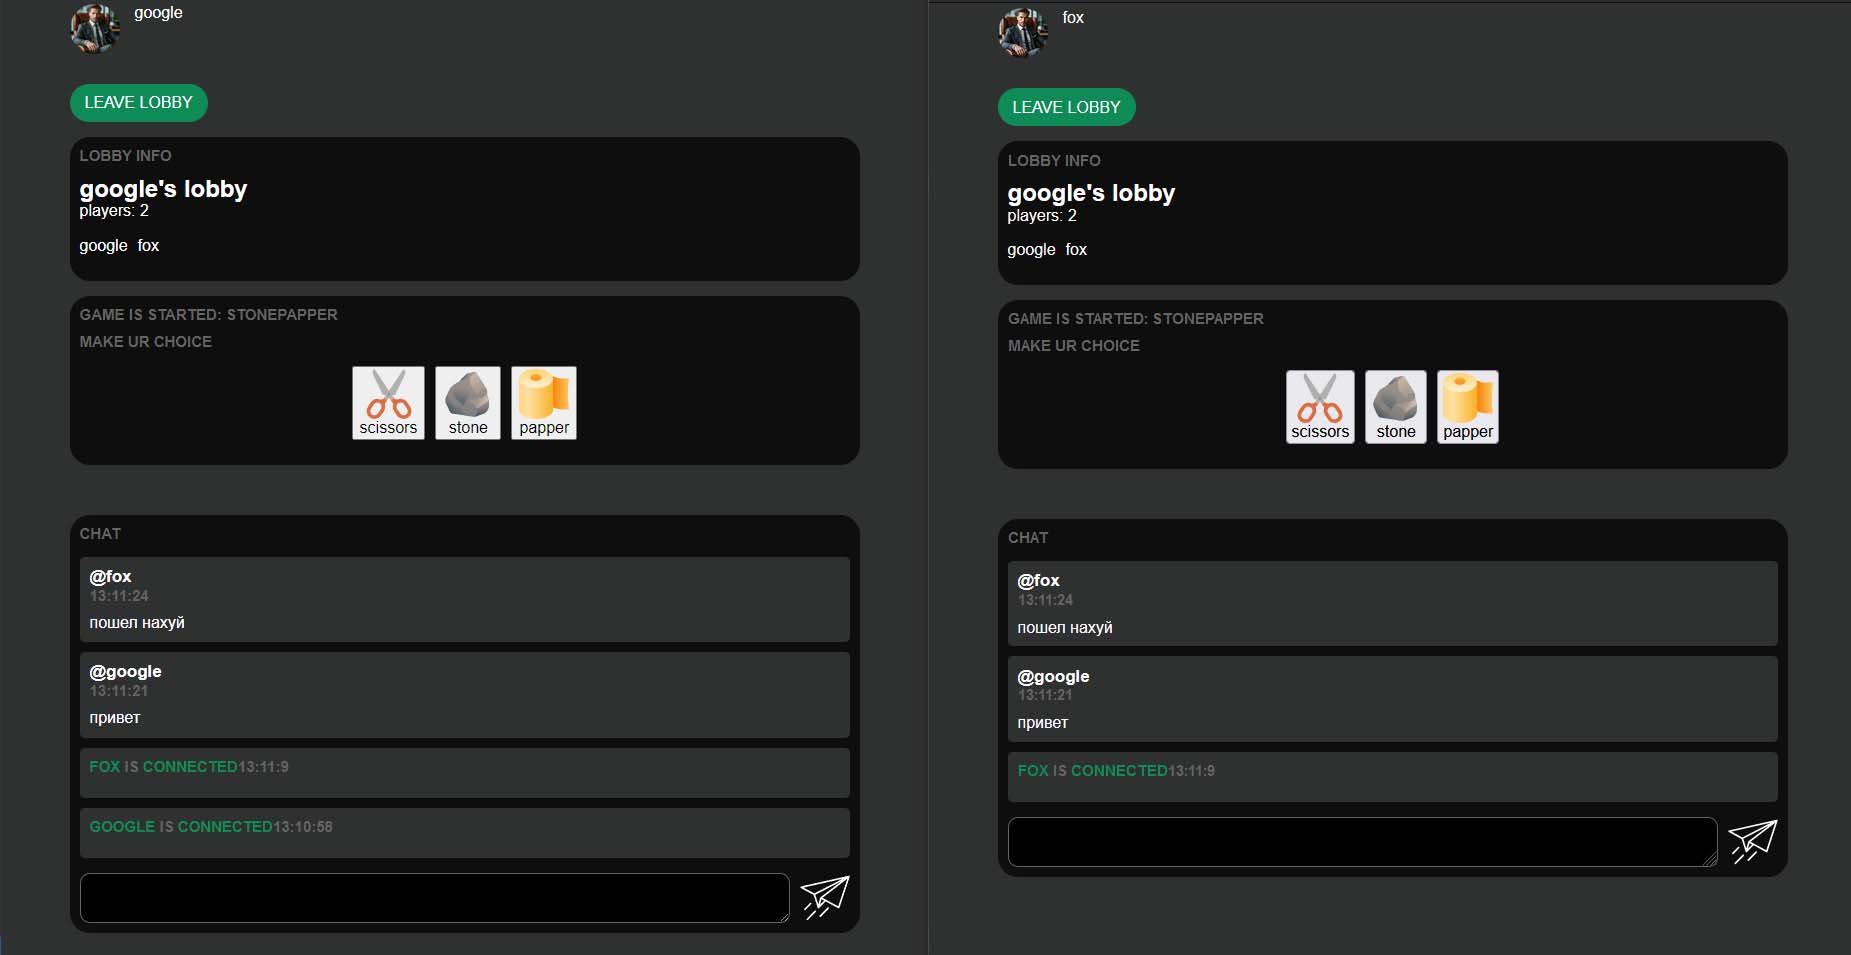 google
LEAVE LOBBY
LOBBY INFO
google's lobby
players: 2
google fox
GAME IS STARTED: STONEPAPPER
MAKE UR CHOICE
scissors stone papper
CHAT
@fox
13:11:24
пошел нахуй
@google
13:11:21
привет
FOX IS CONNECTED13:11:9
GOOGLE IS CONNECTED13:10:58
fox
LEAVE LOBBY
LOBBY INFO
google's lobby
players: 2
google fox
GAME IS STARTED: STONEPAPPER
MAKE UR CHOICE
scissors stone papper
CHAT
@fox
13:11:24
пошел нахуй
@google
13:11:21
привет
FOX IS CONNECTED13:11:9